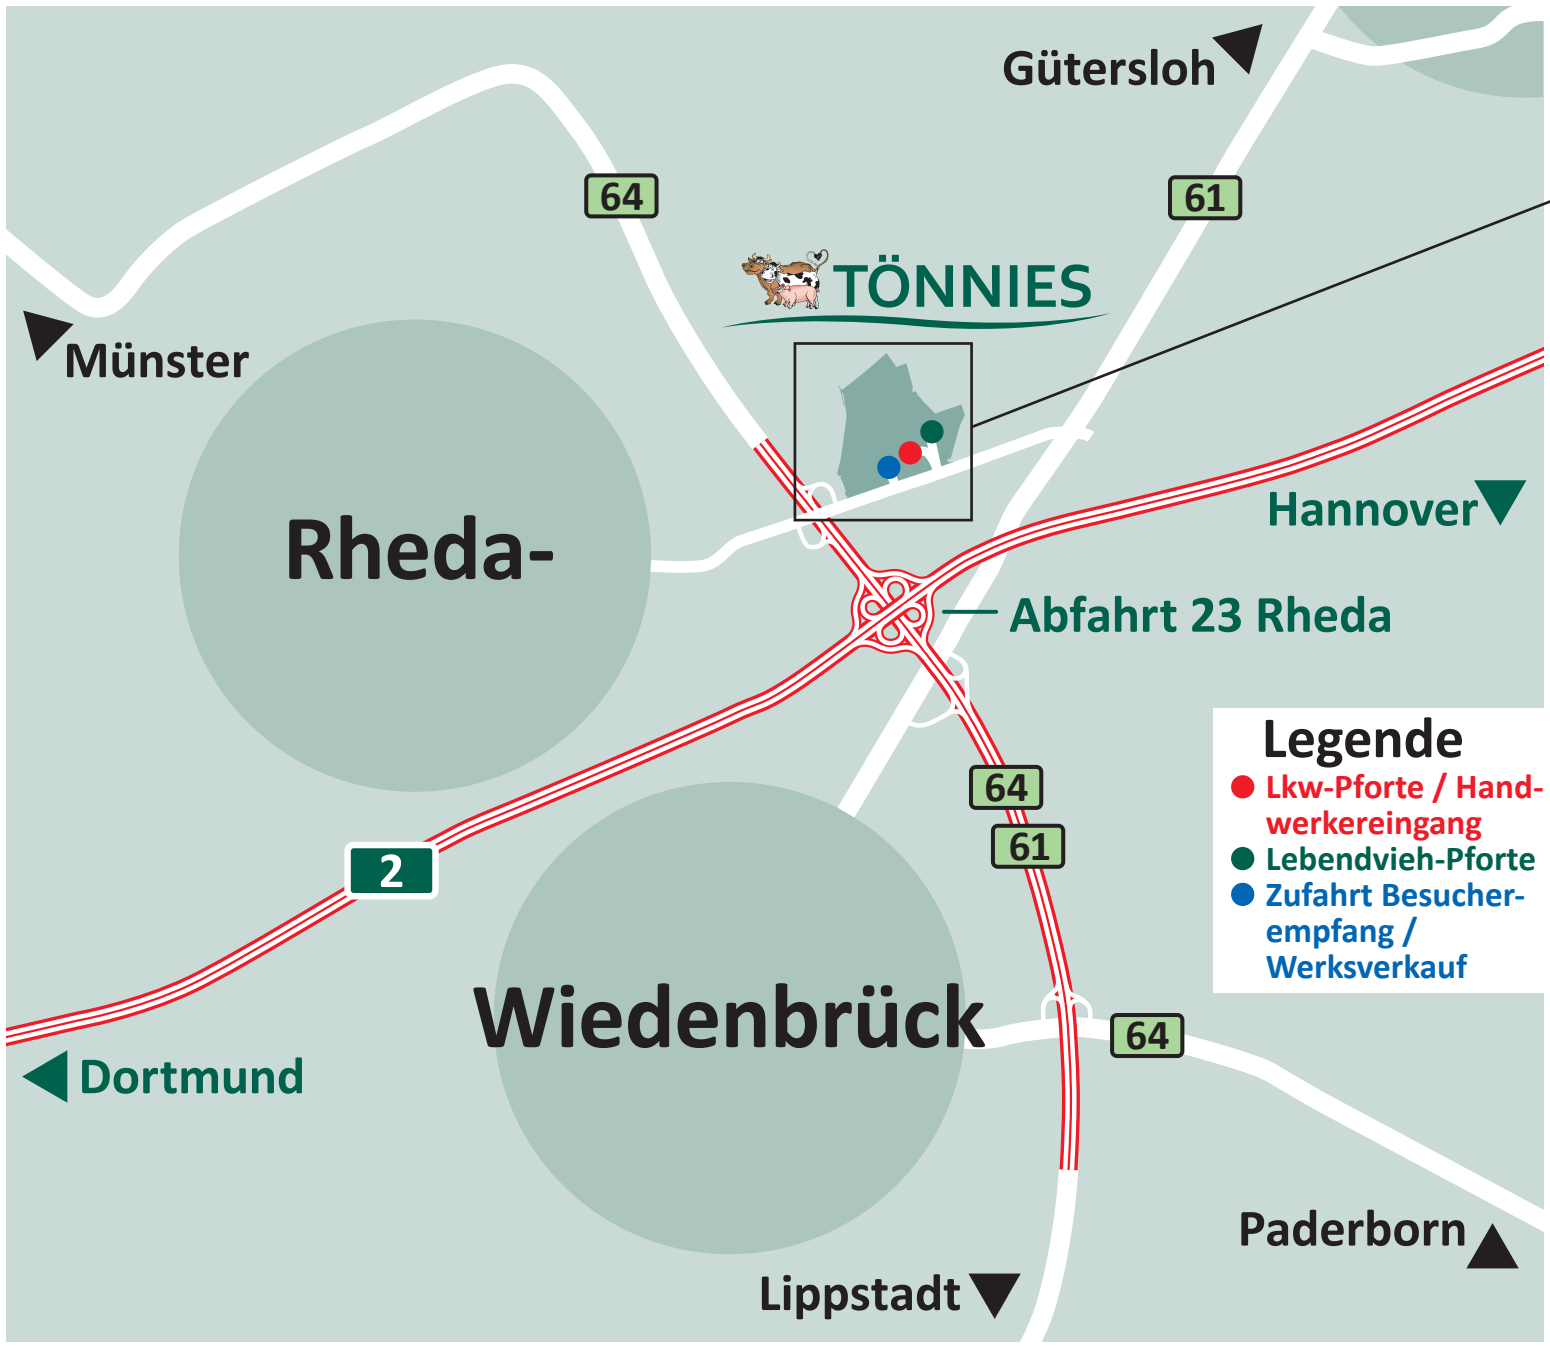 Gütersloh
64
61
TÖNNIES
Münster
Hannover
Rheda-
Abfahrt 23 Rheda
Legende
Lkw-Pforte / Hand-
werkereingang
Lebendvieh-Pforte
Zufahrt Besucher-
empfang /
Werksverkauf
64
61
2
Wiedenbrück
64
Dortmund
Paderborn
Lippstadt